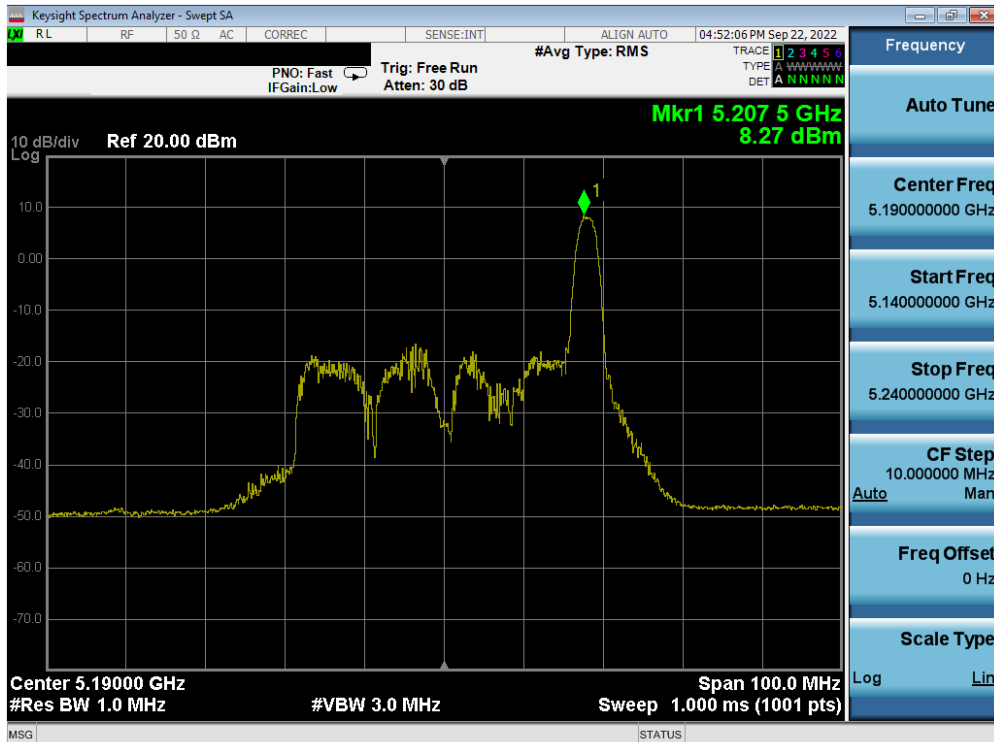 Keysight Spectrum Analyzer - Swept SA
LXI RL RF 50 Ω AC CORREC SENSE:INT ALIGN AUTO 04:52:06 PM Sep 22, 2022
#Avg Type: RMS
TRACE 1 2 3 4 5 6
TYPE A WWWWW
DET A N N N N N
PNO: Fast
IFGain:Low
Trig: Free Run
Atten: 30 dB
Mkr1 5.207 5 GHz
8.27 dBm
10 dB/div
Log
Ref 20.00 dBm
1
10.0
0.00
-10.0
-20.0
-30.0
-40.0
-50.0
-60.0
-70.0
Center 5.19000 GHz
Span 100.0 MHz
#Res BW 1.0 MHz
#VBW 3.0 MHz
Sweep 1.000 ms (1001 pts)
MSG
STATUS
Frequency
Auto Tune
Center Freq
5.190000000 GHz
Start Freq
5.140000000 GHz
Stop Freq
5.240000000 GHz
CF Step
10.000000 MHz
Auto Man
Freq Offset
0 Hz
Scale Type
Log Lin